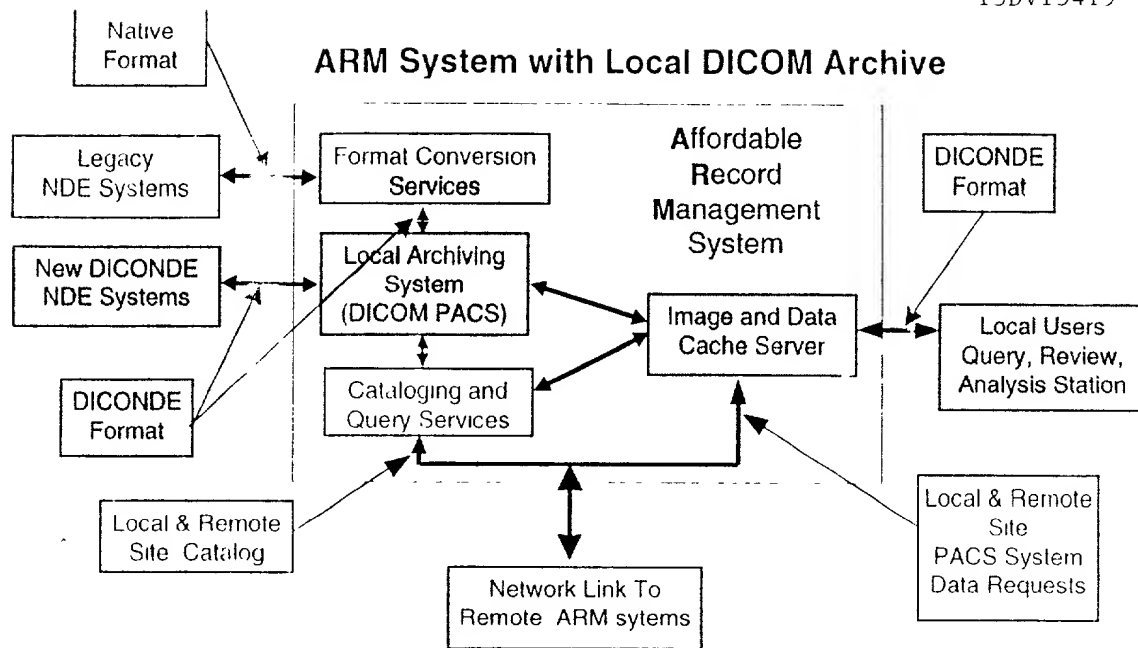 Native
Format
ARM System with Local DICOM Archive
Legacy
NDE Systems
Format Conversion
Services
Affordable
Record
Management
System
DICONDE
Format
New DICONDE
NDE Systems
Local Archiving
System
(DICOM PACS)
Image and Data
Cache Server
Local Users
Query, Review,
Analysis Station
DICONDE
Format
Cataloging and
Query Services
Local & Remote
Site Catalog
Local & Remote
Site
PACS System
Data Requests
Network Link To
Remote ARM sytems